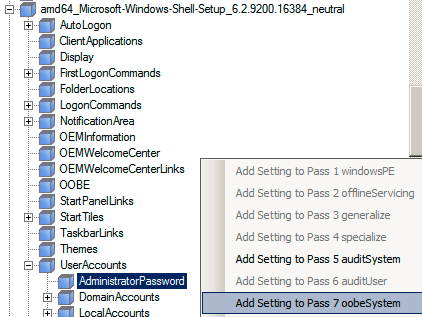 amd64_Microsoft-Windows-Shell-Setup_6.2.9200.16384_neutral
AutoLogon
ClientApplications
Display
FirstLogonCommands
FolderLocations
LogonCommands
NotificationArea
OEMInformation
OEMWelcomeCenter
OEMWelcomeCenterLinks
OOBE
StartPanelLinks
StartTiles
TaskbarLinks
Themes
UserAccounts
AdministratorPassword
DomainAccounts
LocalAccounts
Add Setting to Pass 1 windowsPE
Add Setting to Pass 2 offlineServicing
Add Setting to Pass 3 generalize
Add Setting to Pass 4 specialize
Add Setting to Pass 5 auditSystem
Add Setting to Pass 6 auditUser
Add Setting to Pass 7 oobeSystem